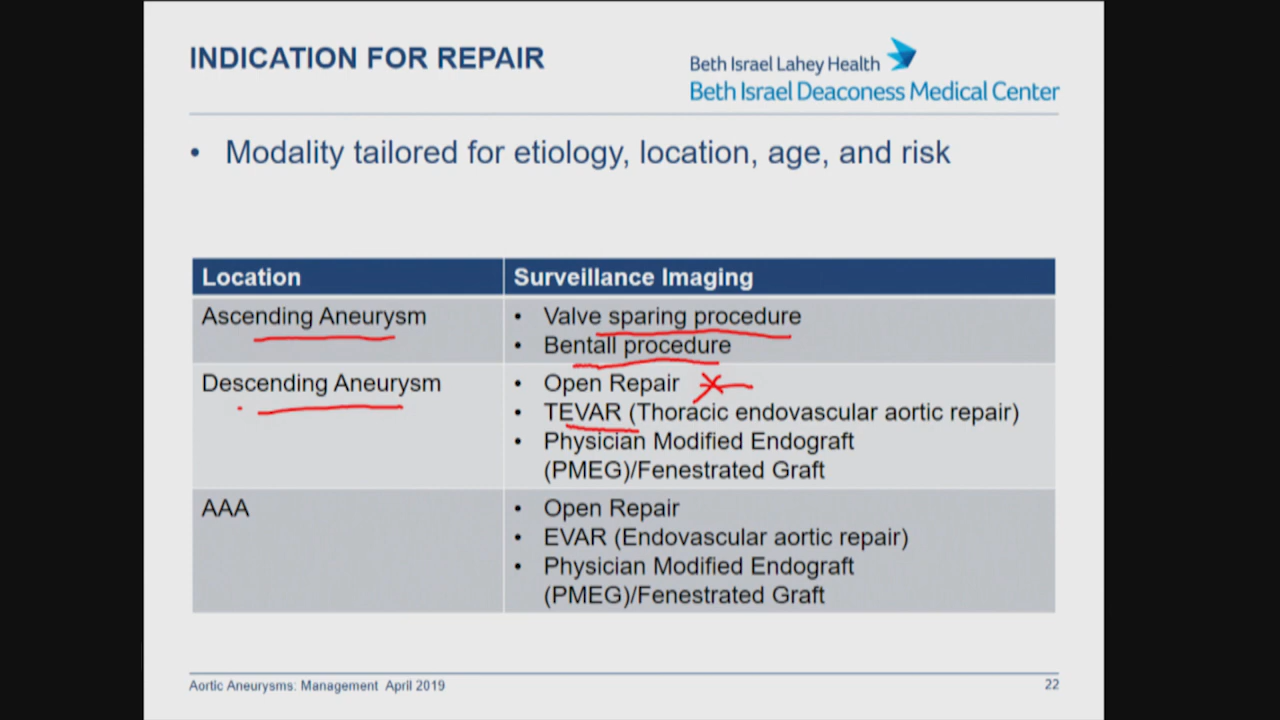 INDICATION FOR REPAIR
Beth Israel Lahey Health
Beth Israel Deaconess Medical Center
• Modality tailored for etiology, location, age, and risk
Location
Surveillance Imaging
Ascending Aneurysm
• Valve sparing procedure
• Bentall procedure
Descending Aneurysm
• Open Repair
• TEVAR (Thoracic endovascular aortic repair)
• Physician Modified Endograft
(PMEG)/Fenestrated Graft
AAA
• Open Repair
• EVAR (Endovascular aortic repair)
• Physician Modified Endograft
(PMEG)/Fenestrated Graft
Aortic Aneurysms: Management April 2019
22